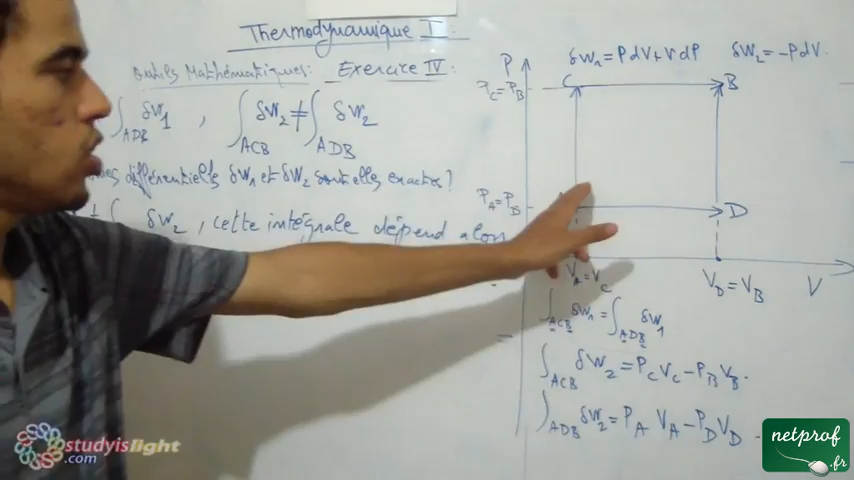 Thermodynamique I
Outils Mathématiques: Exercice IV:
∫ADB δW1 , ∫ACB δW2 ≠ ∫ADB δW2
différentielles δW1 et δW2 sont elles exactes?
δW2 , cette intégrale dépend alors
δW1 = PdV + VdP δW2 = -PdV.
P
PC = PB C B
PA = PD D
VA = VC VD = VB V
∫ACB δW1 = ∫ADB δW1
∫ACB δW2 = PC VC - PB VB.
∫ADB δW2 = PA VA - PD VD.
studyislight
.com
netprof
.fr